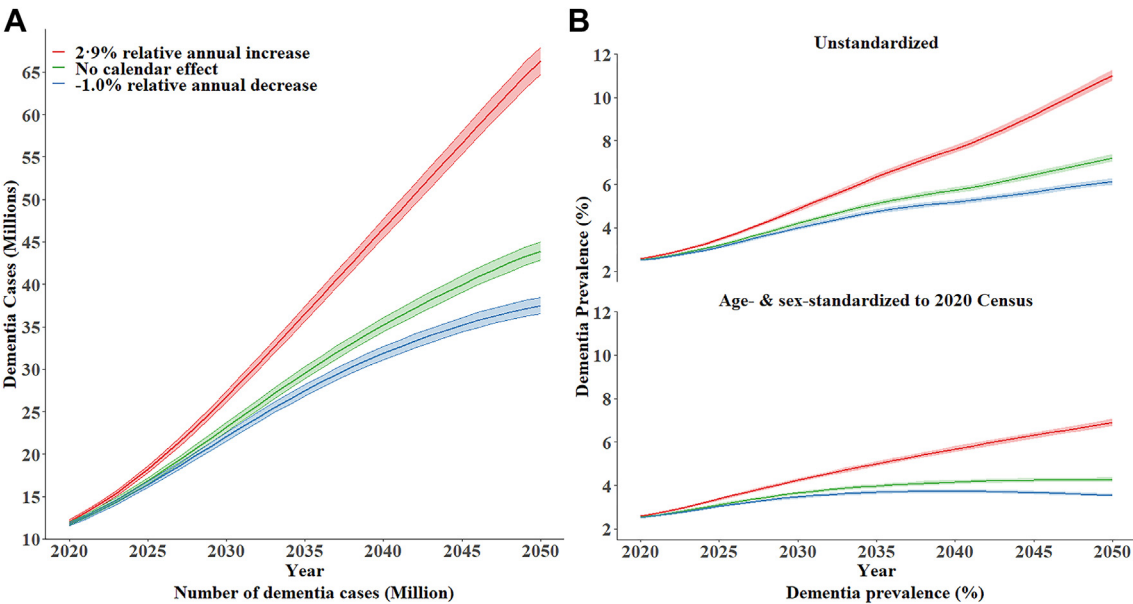 A
2·9% relative annual increase
No calendar effect
-1.0% relative annual decrease
Dementia Cases (Millions)
65
60
55
50
45
40
35
30
25
20
15
10
2020 2025 2030 2035 2040 2045 2050
Year
Number of dementia cases (Million)
B
Unstandardized
Dementia Prevalence (%)
12
10
8
6
4
2
Age- & sex-standardized to 2020 Census
12
10
8
6
4
2
2020 2025 2030 2035 2040 2045 2050
Year
Dementia prevalence (%)